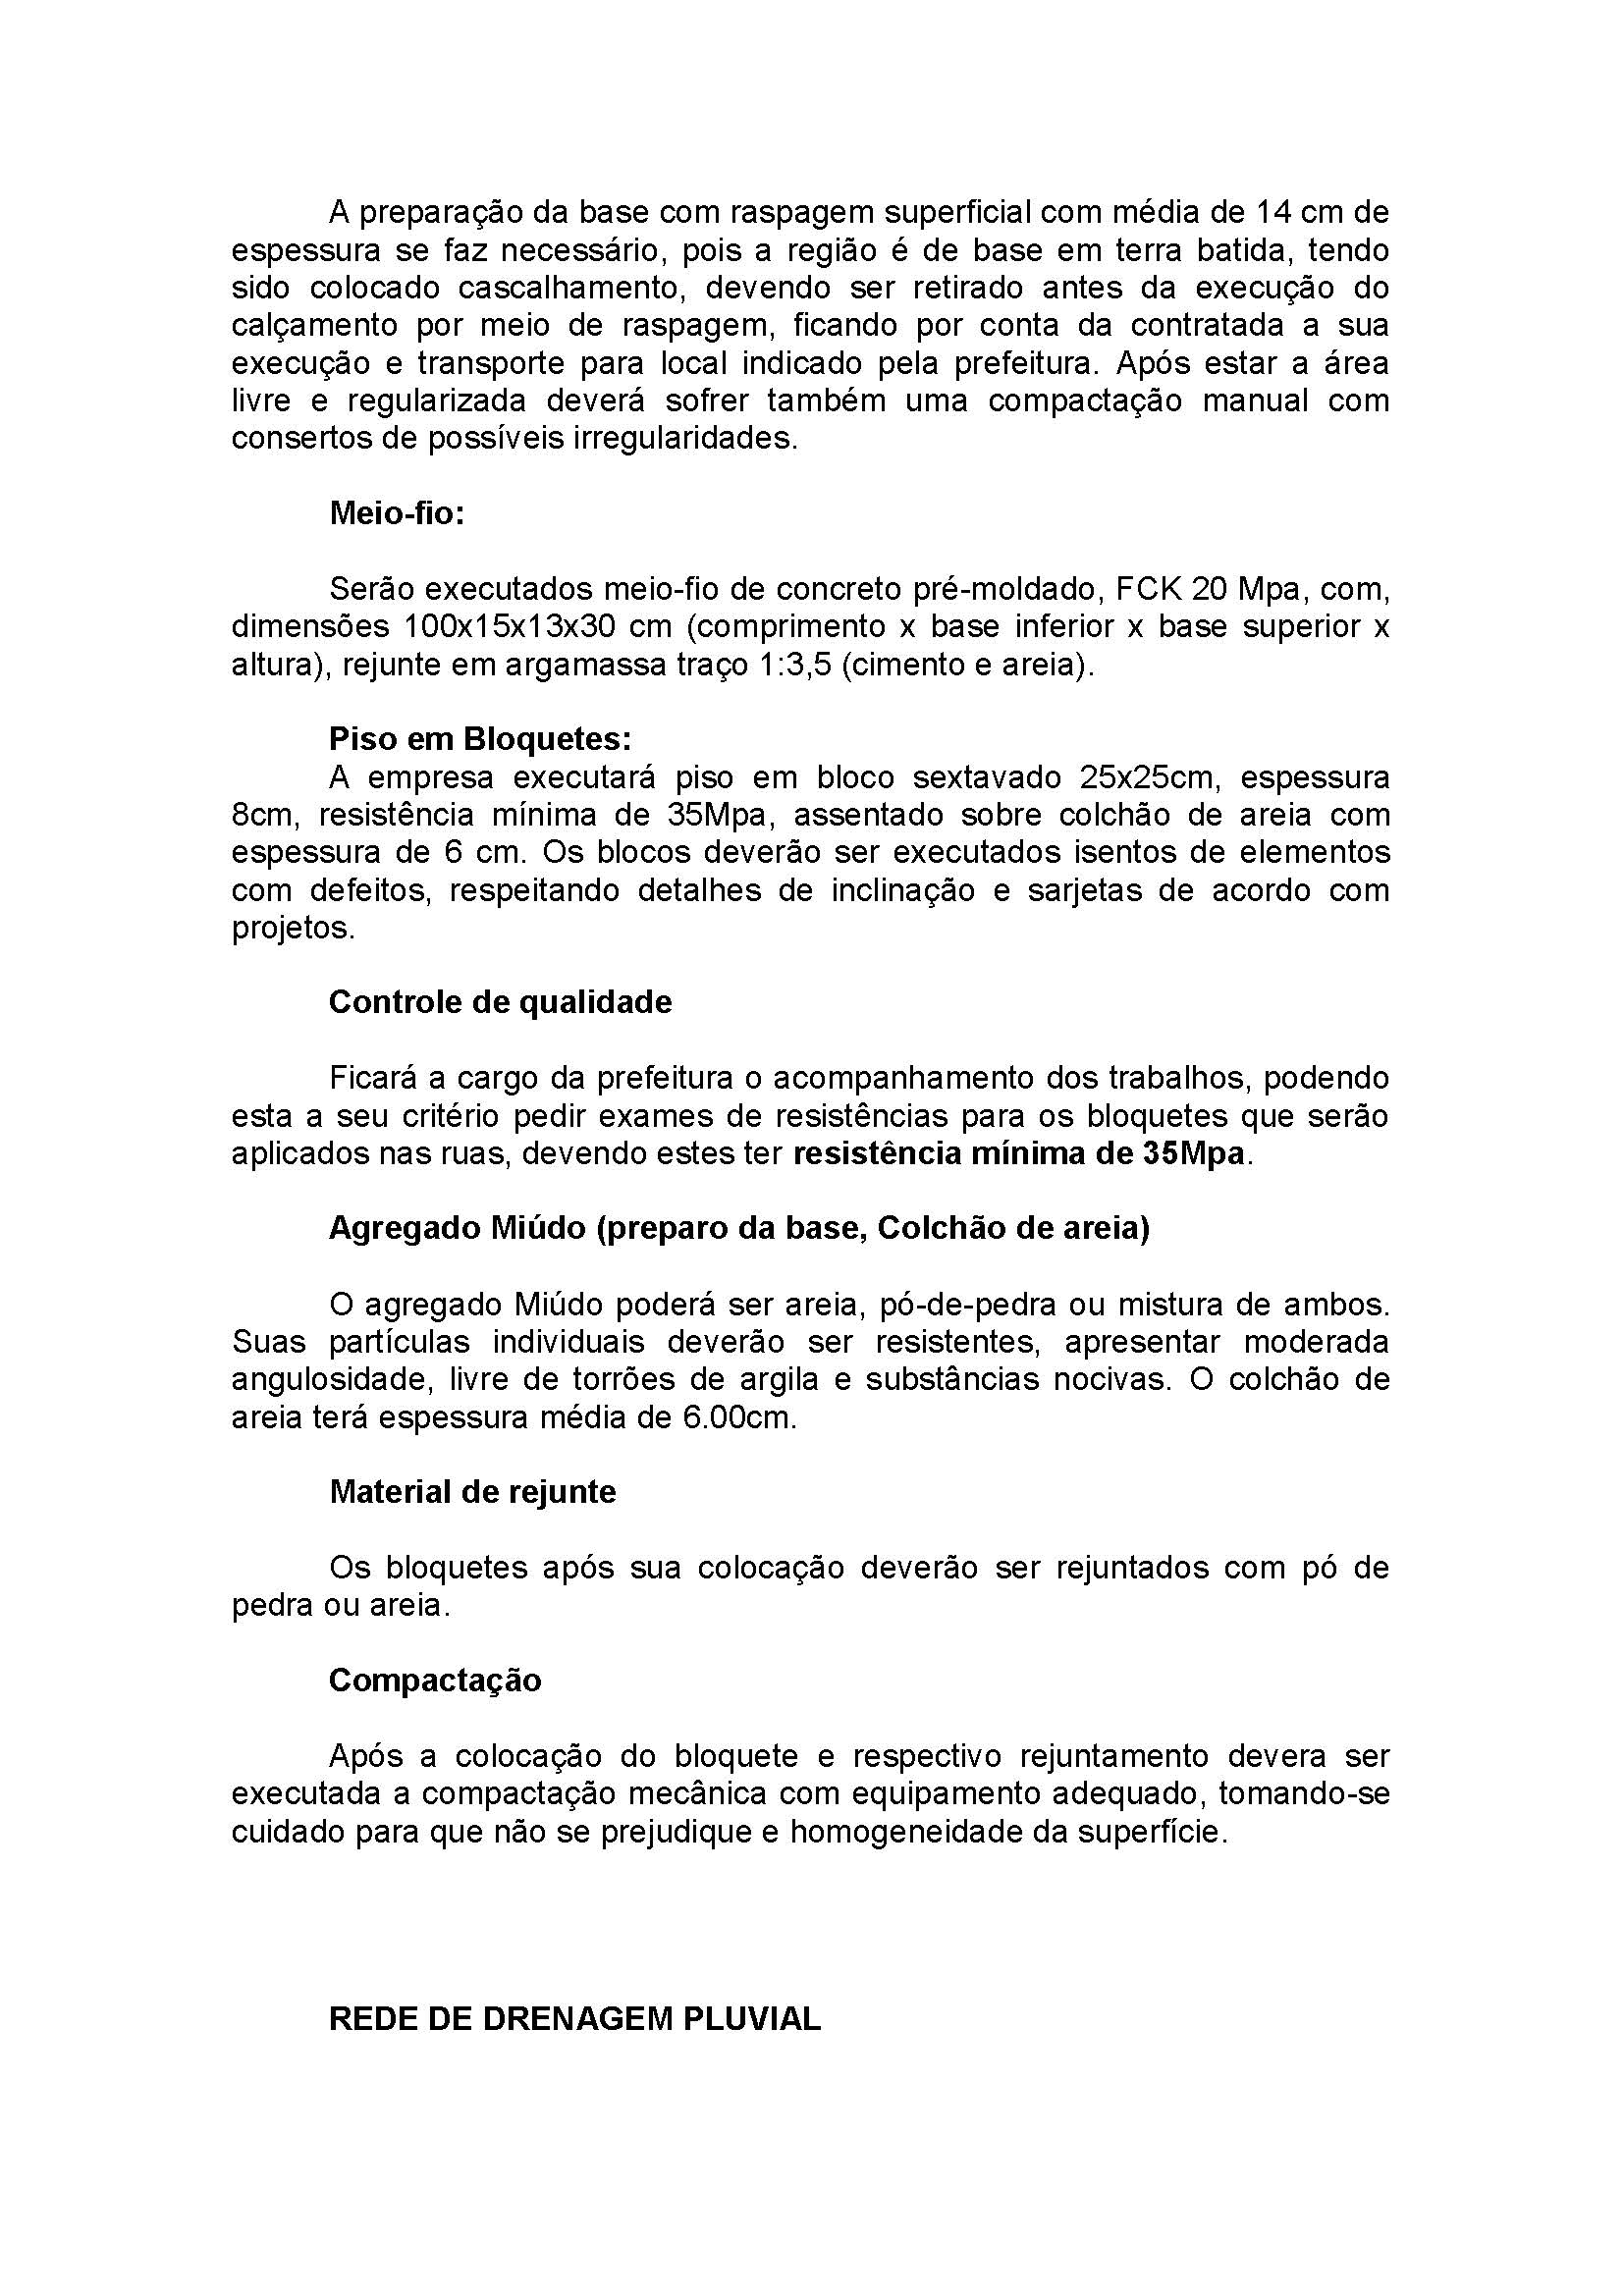 A preparação da base com raspagem superficial com média de 14 cm de
espessura se faz necessário, pois a região é de base em terra batida, tendo
sido colocado cascalhamento, devendo ser retirado antes da execução do
calçamento por meio de raspagem, ficando por conta da contratada a sua
execução e transporte para local indicado pela prefeitura. Após estar a área
livre e regularizada deverá sofrer também uma compactação manual com
consertos de possíveis irregularidades.
Meio-fio:
Serão executados meio-fio de concreto pré-moldado, FCK 20 Mpa, com,
dimensões 100x15x13x30 cm (comprimento x base inferior x base superior x
altura), rejunte em argamassa traço 1:3,5 (cimento e areia).
Piso em Bloquetes:
A empresa executará piso em bloco sextavado 25x25cm, espessura
8cm, resistência mínima de 35Mpa, assentado sobre colchão de areia com
espessura de 6 cm. Os blocos deverão ser executados isentos de elementos
com defeitos, respeitando detalhes de inclinação e sarjetas de acordo com
projetos.
Controle de qualidade
Ficará a cargo da prefeitura o acompanhamento dos trabalhos, podendo
esta a seu critério pedir exames de resistências para os bloquetes que serão
aplicados nas ruas, devendo estes ter resistência mínima de 35Mpa.
Agregado Miúdo (preparo da base, Colchão de areia)
O agregado Miúdo poderá ser areia, pó-de-pedra ou mistura de ambos.
Suas partículas individuais deverão ser resistentes, apresentar moderada
angulosidade, livre de torrões de argila e substâncias nocivas. O colchão de
areia terá espessura média de 6.00cm.
Material de rejunte
Os bloquetes após sua colocação deverão ser rejuntados com pó de
pedra ou areia.
Compactação
Após a colocação do bloquete e respectivo rejuntamento devera ser
executada a compactação mecânica com equipamento adequado, tomando-se
cuidado para que não se prejudique e homogeneidade da superfície.
REDE DE DRENAGEM PLUVIAL